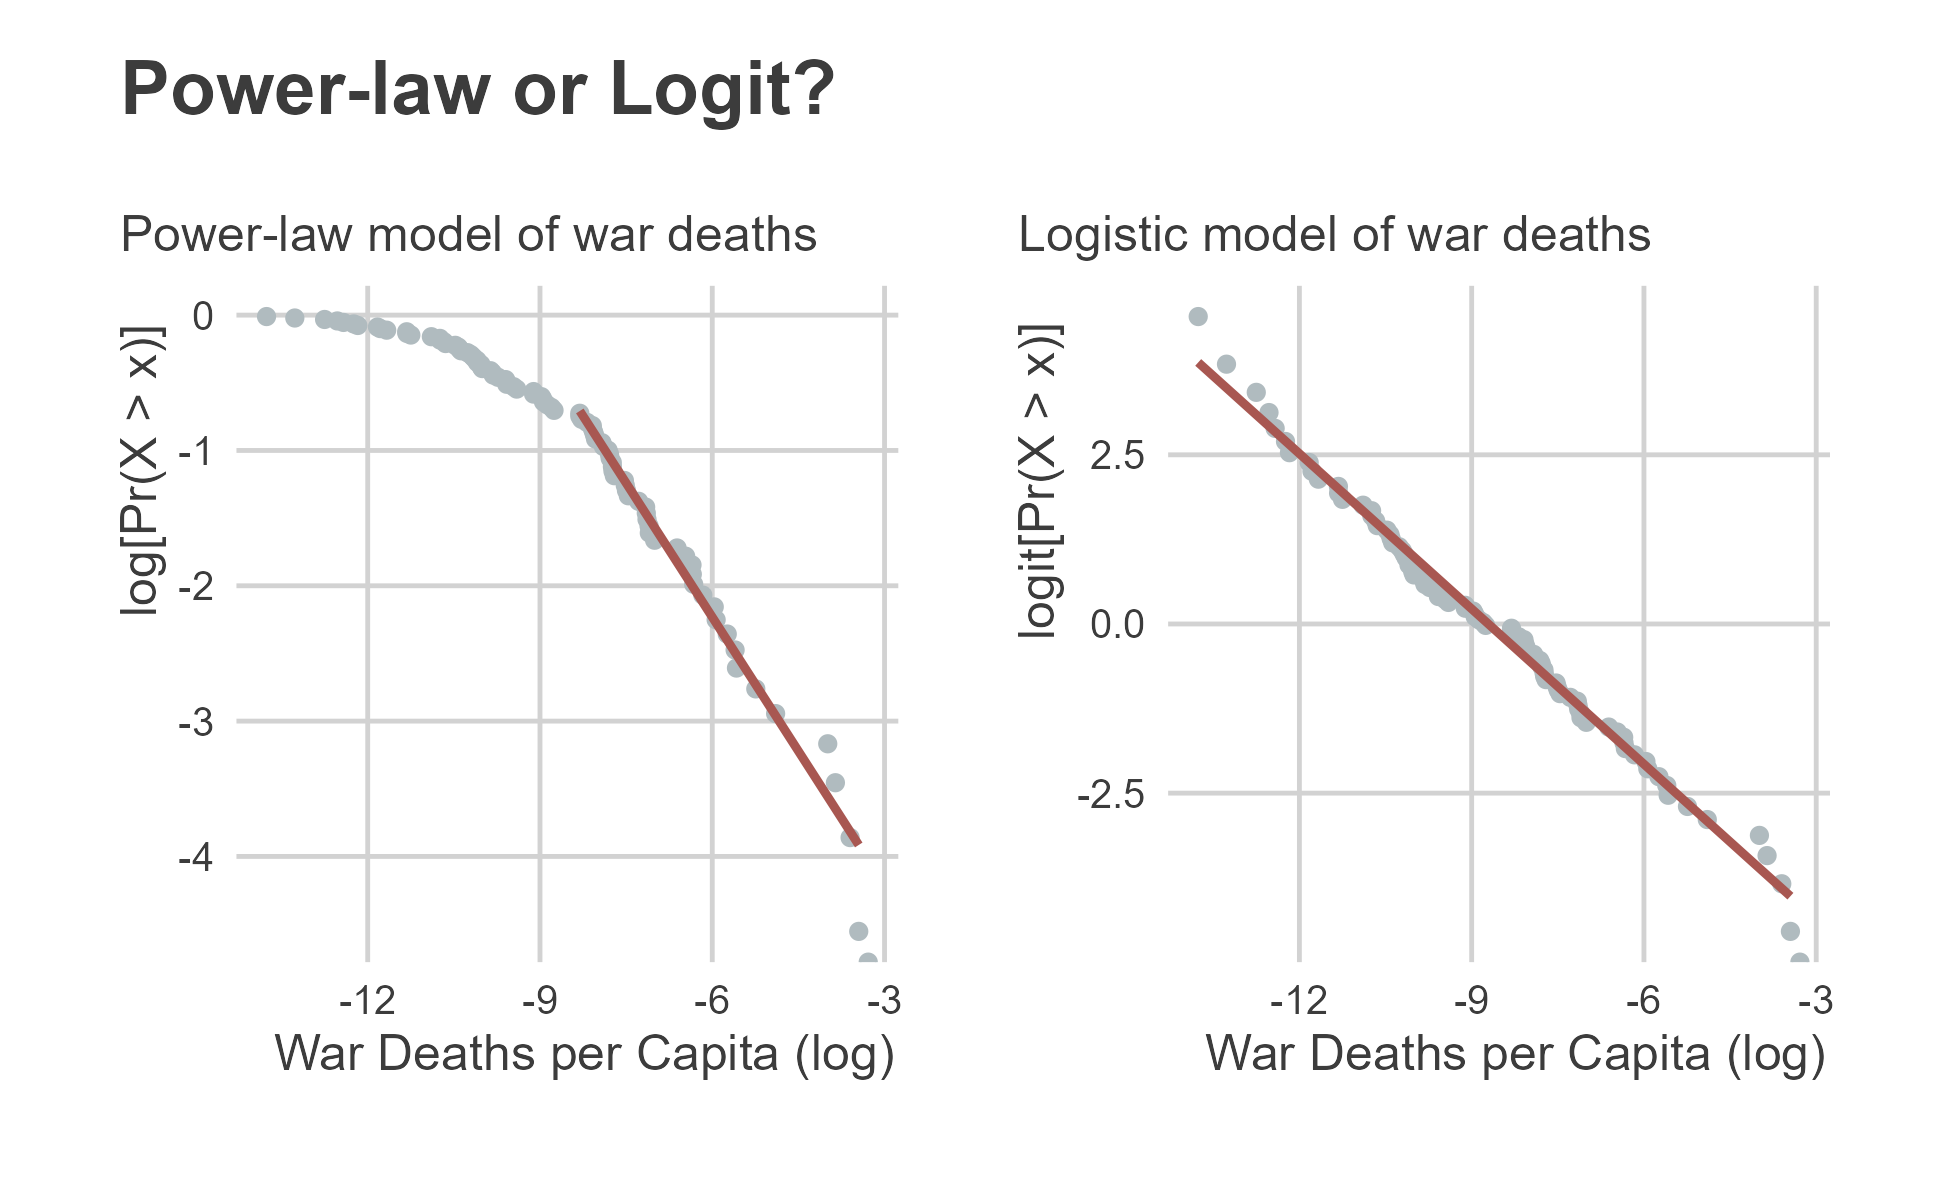 Power-law or Logit?
Power-law model of war deaths
log[Pr(X > x)]
0
-1
-2
-3
-4
-12 -9 -6 -3
War Deaths per Capita (log)
Logistic model of war deaths
logit[Pr(X > x)]
2.5
0.0
-2.5
-12 -9 -6 -3
War Deaths per Capita (log)